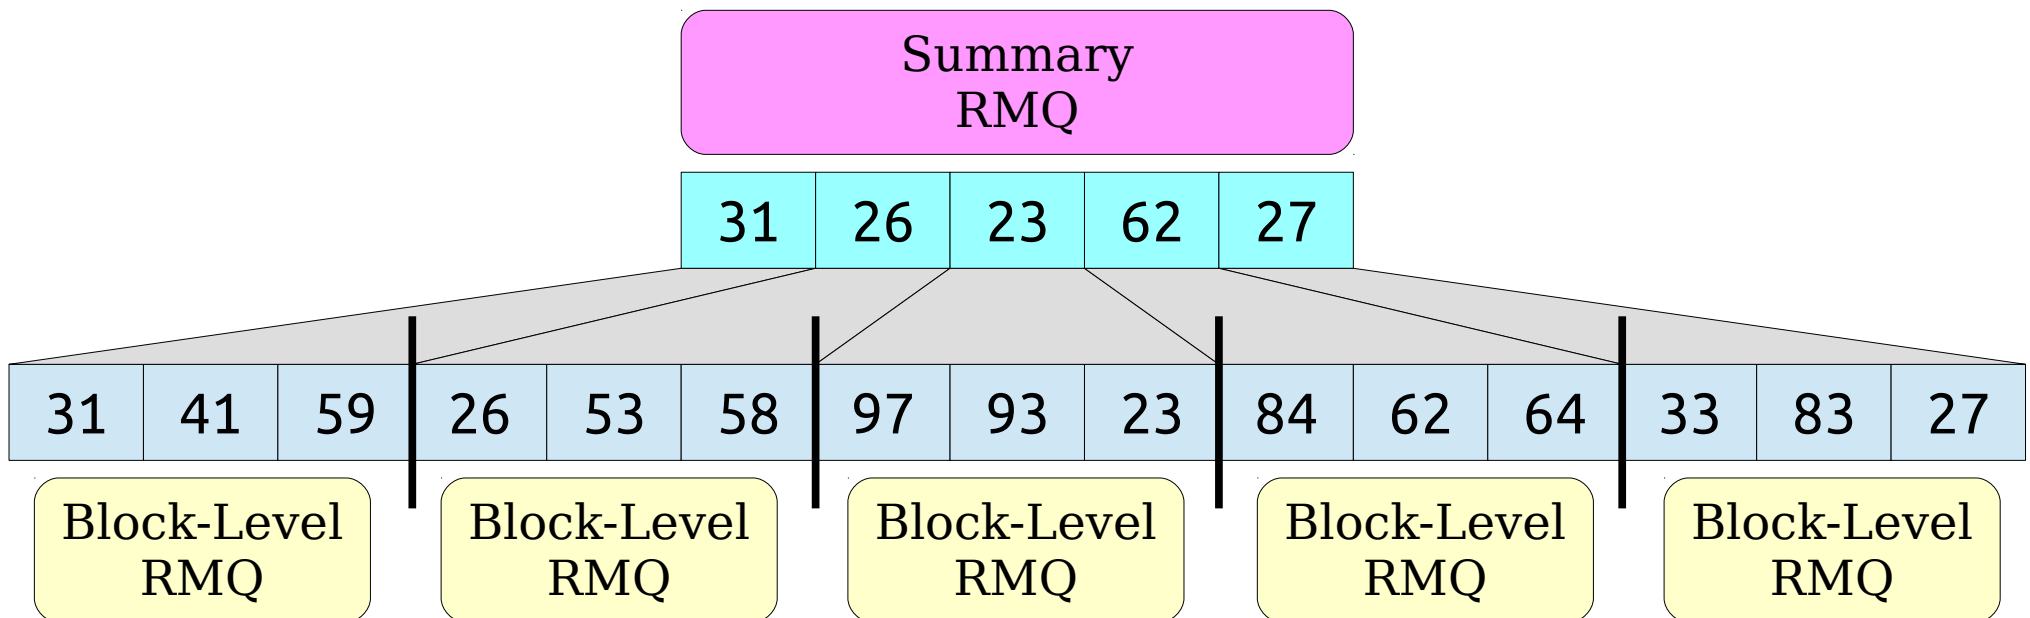 Summary
RMQ
31 26 23 62 27
31 41 59 26 53 58 97 93 23 84 62 64 33 83 27
Block-Level Block-Level Block-Level Block-Level Block-Level
RMQ RMQ RMQ RMQ RMQ